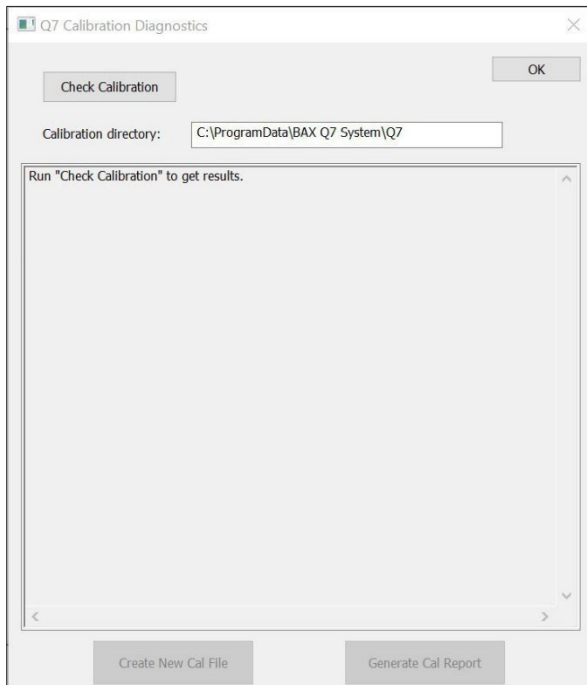 Q7 Calibration Diagnostics
OK
Check Calibration
Calibration directory: C:\ProgramData\BAX Q7 System\Q7
Run "Check Calibration" to get results.
Create New Cal File Generate Cal Report